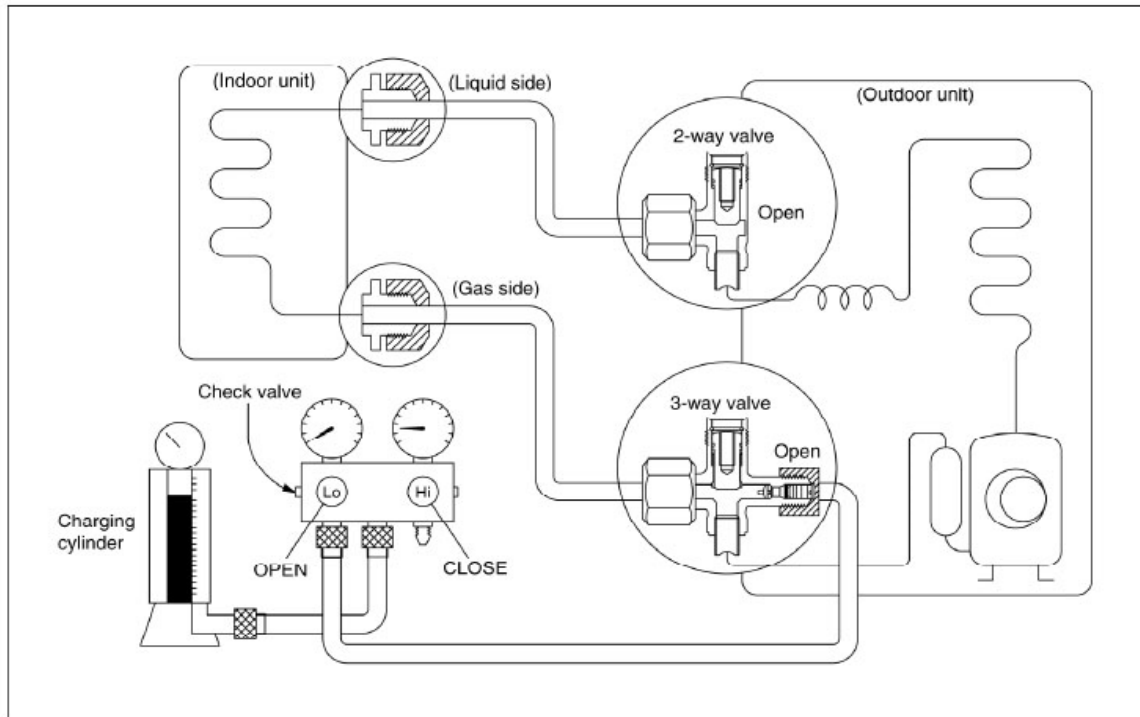 (Indoor unit)
(Liquid side)
(Outdoor unit)
2-way valve
Open
(Gas side)
Check valve
3-way valve
Open
Lo
Hi
Charging
cylinder
OPEN
CLOSE